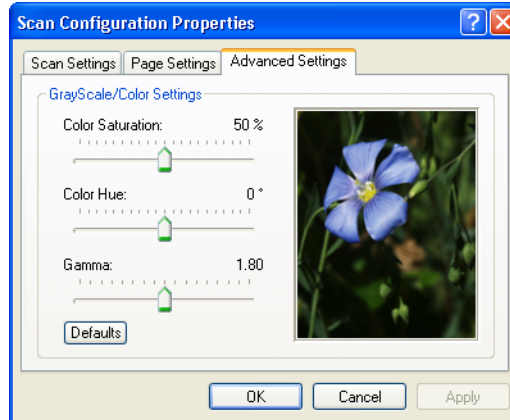 Scan Configuration Properties
Scan Settings Page Settings Advanced Settings
GrayScale/Color Settings
Color Saturation: 50 %
Color Hue: 0 °
Gamma: 1.80
Defaults
OK Cancel Apply